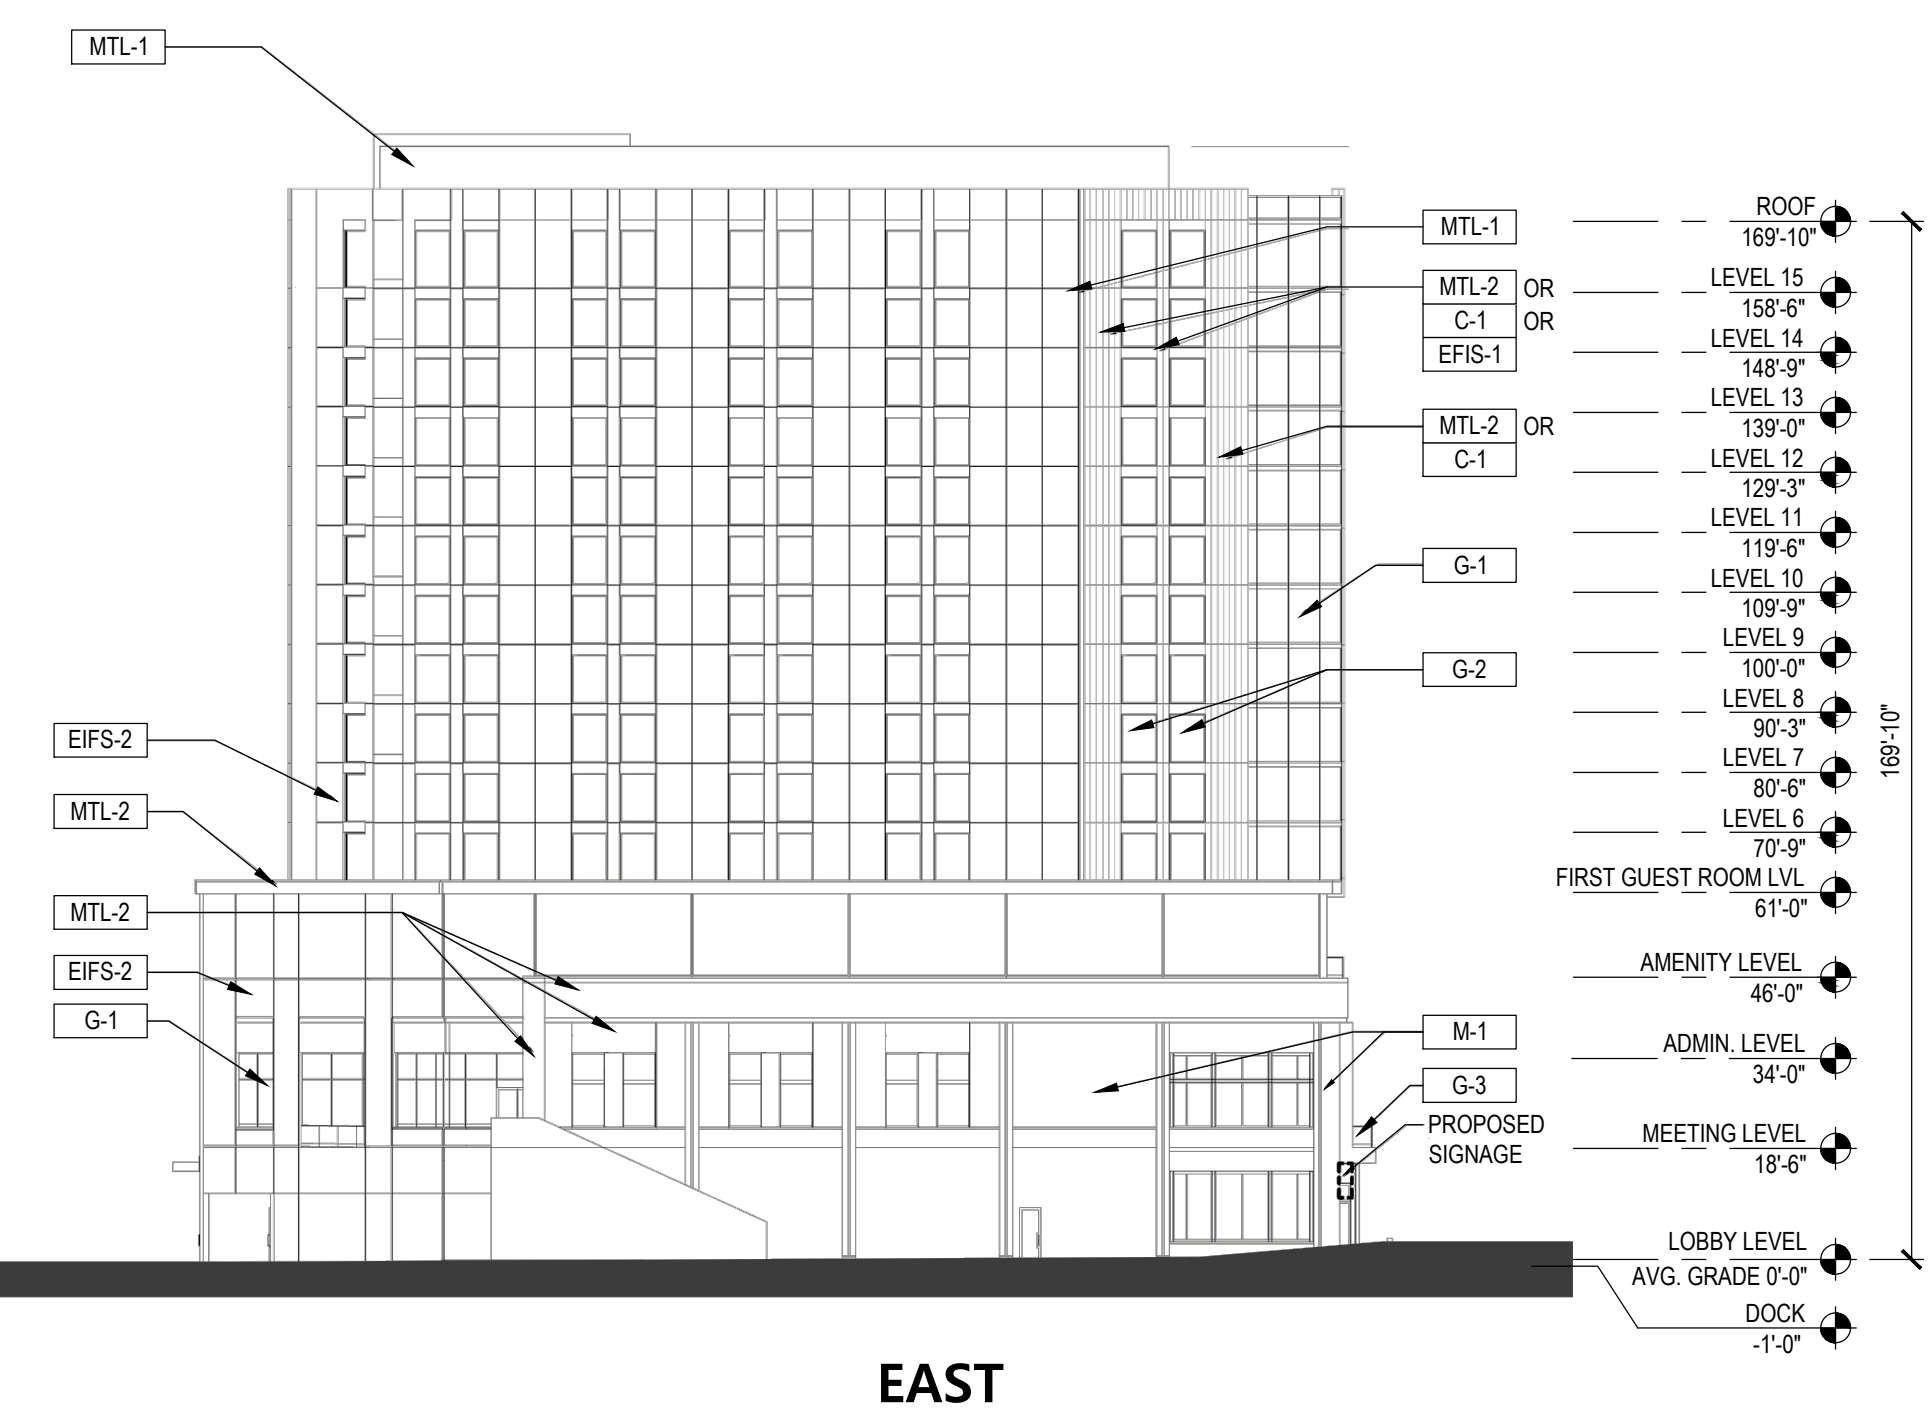 MTL-1
ROOF
169'-10"
MTL-1
LEVEL 15
158'-6"
MTL-2 OR
C-1 OR
EFIS-1
LEVEL 14
148'-9"
LEVEL 13
139'-0"
MTL-2 OR
C-1
LEVEL 12
129'-3"
LEVEL 11
119'-6"
G-1
LEVEL 10
109'-9"
LEVEL 9
100'-0"
G-2
LEVEL 8
90'-3"
169'-10"
EIFS-2
LEVEL 7
80'-6"
MTL-2
LEVEL 6
70'-9"
FIRST GUEST ROOM LVL
61'-0"
MTL-2
EIFS-2
AMENITY LEVEL
46'-0"
G-1
M-1
ADMIN. LEVEL
34'-0"
G-3
PROPOSED
SIGNAGE
MEETING LEVEL
18'-6"
LOBBY LEVEL
AVG. GRADE 0'-0"
DOCK
-1'-0"
EAST